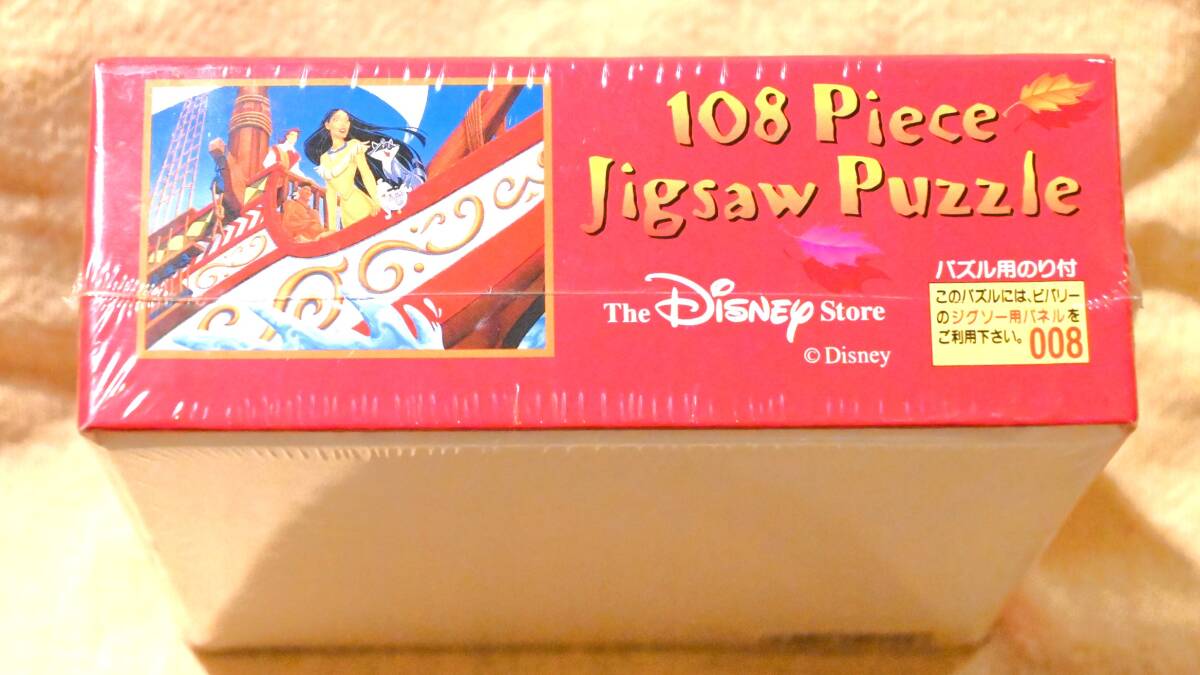 108 Piece
Jigsaw Puzzle
The Disney Store
© Disney
パズル用のり付
このパズルには、ビバリー
のジグソー用パネルを
ご利用下さい。008